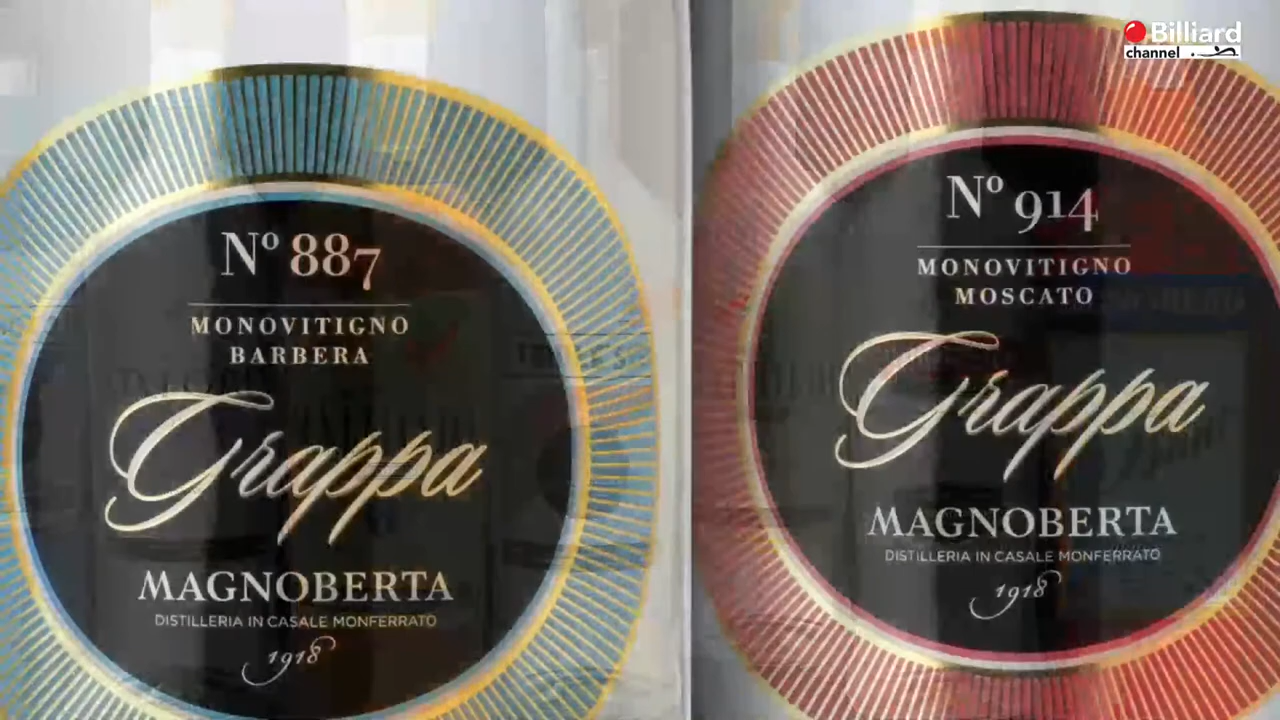 Billiard
channel
Nº 887
MONOVITIGNO
BARBERA
Grappa
MAGNOBERTA
DISTILLERIA IN CASALE MONFERRATO
1918
Nº 914
MONOVITIGNO
MOSCATO
Grappa
MAGNOBERTA
DISTILLERIA IN CASALE MONFERRATO
1918